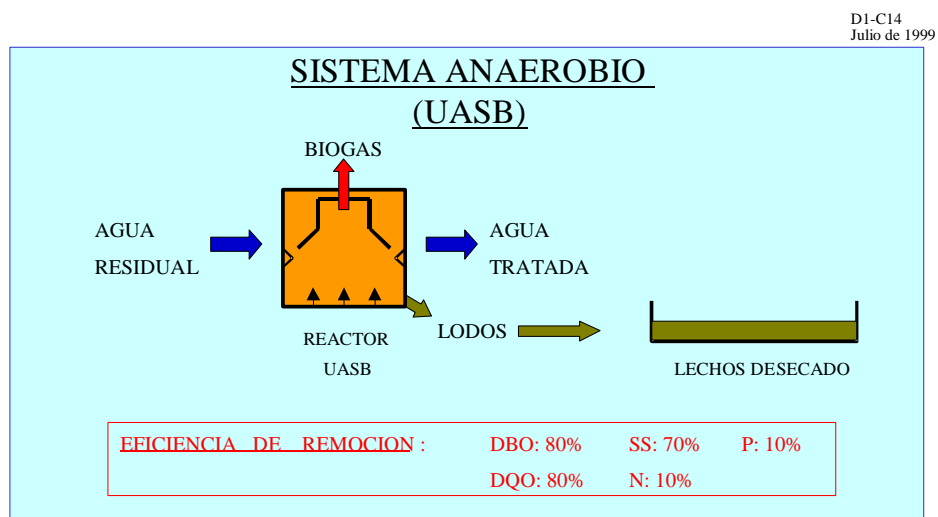 D1-C14
Julio de 1999
SISTEMA ANAEROBIO
(UASB)
BIOGAS
AGUA
RESIDUAL
AGUA
TRATADA
REACTOR
UASB
LODOS
LECHOS DESECADO
EFICIENCIA DE REMOCION : DBO: 80% SS: 70% P: 10%
DQO: 80% N: 10%